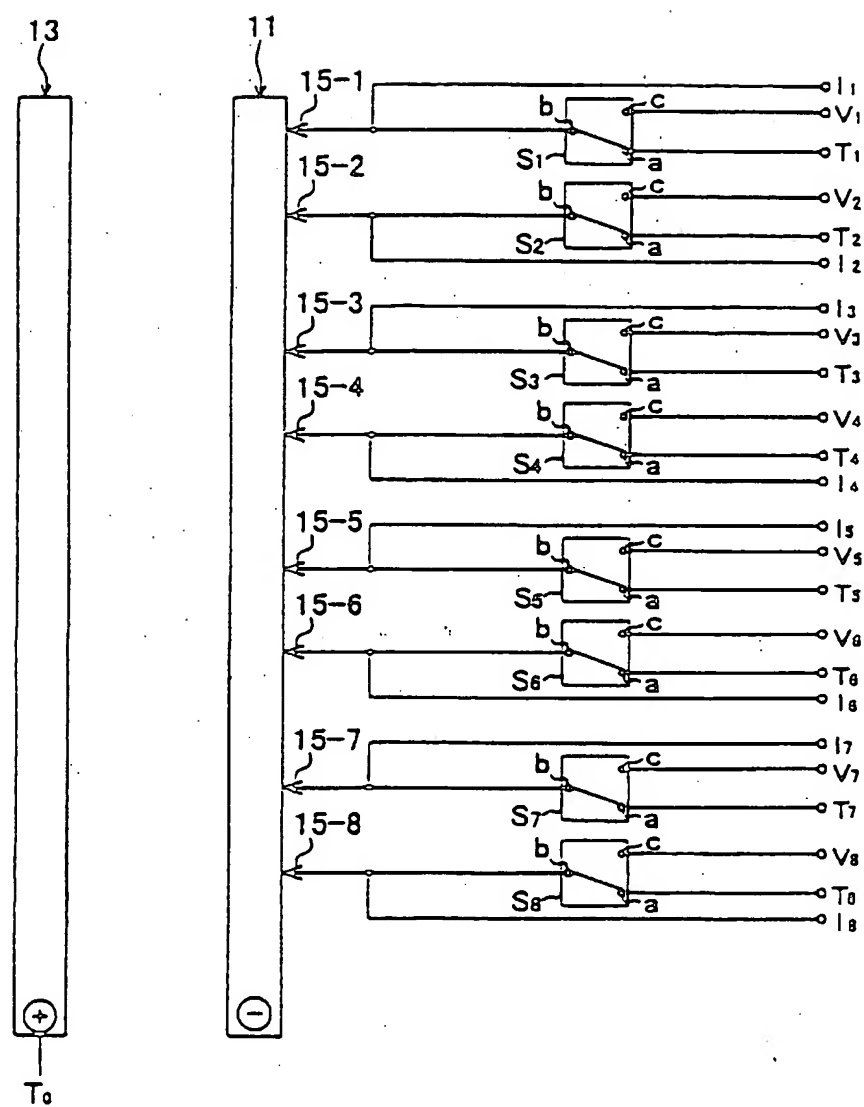 13
11
15-1
I1
b
c
V1
S1
a
T1
15-2
b
c
V2
S2
a
T2
I2
15-3
I3
b
c
V3
S3
a
T3
15-4
b
c
V4
S4
a
T4
I4
15-5
I5
b
c
V5
S5
a
T5
15-6
b
c
V6
S6
a
T6
I6
15-7
I7
b
c
V7
S7
a
T7
15-8
b
c
V8
S8
a
T8
I8
+
−
T0